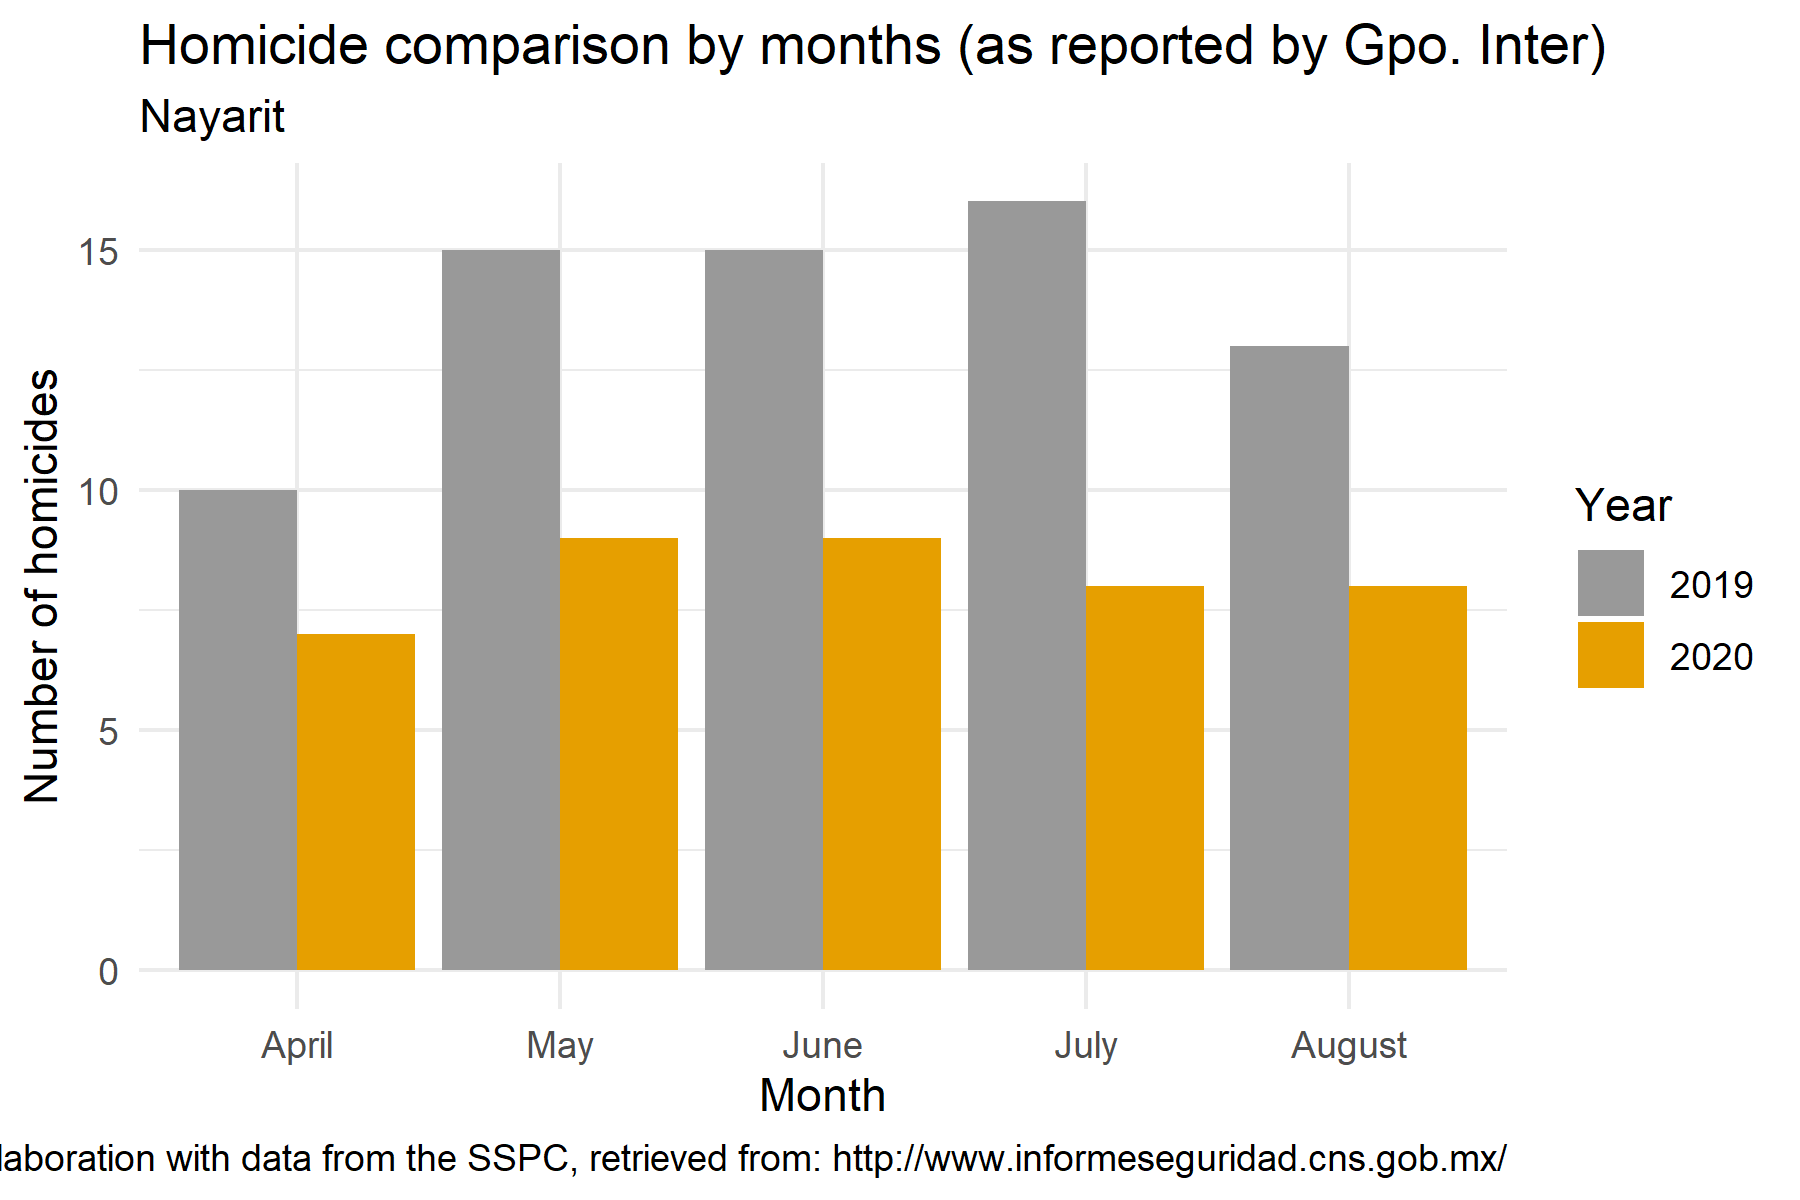 Homicide comparison by months (as reported by Gpo. Inter)
Nayarit
15
10
5
0
Number of homicides
April May June July August
Month
Year
2019
2020
laboration with data from the SSPC, retrieved from: http://www.informeseguridad.cns.gob.mx/